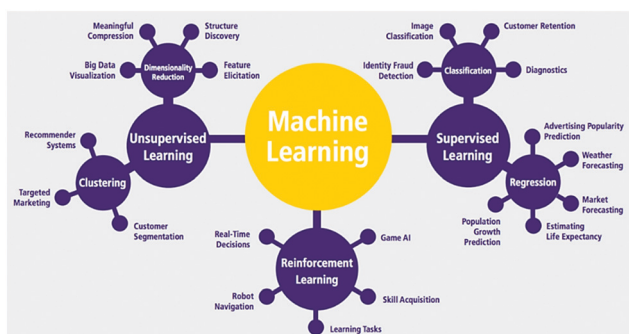 Meaningful
Compression
Structure
Discovery
Big Data
Visualization
Dimensionality
Reduction
Feature
Elicitation
Unsupervised
Learning
Recommender
Systems
Clustering
Targeted
Marketing
Customer
Segmentation
Machine
Learning
Image
Classification
Customer Retention
Identity Fraud
Detection
Classification
Diagnostics
Supervised
Learning
Advertising Popularity
Prediction
Weather
Forecasting
Regression
Market
Forecasting
Population
Growth
Prediction
Estimating
Life Expectancy
Real-Time
Decisions
Game AI
Reinforcement
Learning
Robot
Navigation
Skill Acquisition
Learning Tasks